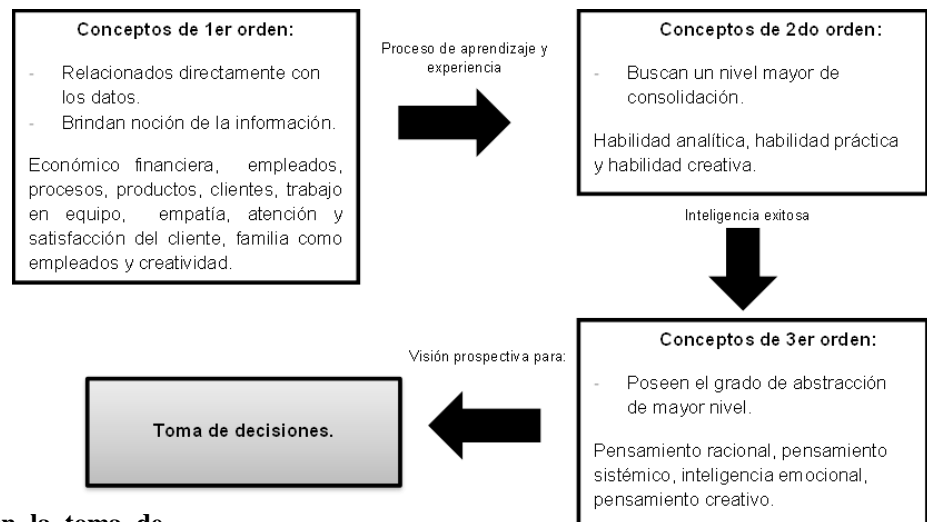 Conceptos de 1er orden:
- Relacionados directamente con
los datos.
- Brindan noción de la información.
Económico financiera, empleados,
procesos, productos, clientes, trabajo
en equipo, empatía, atención y
satisfacción del cliente, familia como
empleados y creatividad.
Proceso de aprendizaje y
experiencia
Conceptos de 2do orden:
- Buscan un nivel mayor de
consolidación.
Habilidad analítica, habilidad práctica
y habilidad creativa.
Inteligencia exitosa
Conceptos de 3er orden:
- Poseen el grado de abstracción
de mayor nivel.
Pensamiento racional, pensamiento
sistémico, inteligencia emocional,
pensamiento creativo.
Visión prospectiva para:
Toma de decisiones.
la toma de